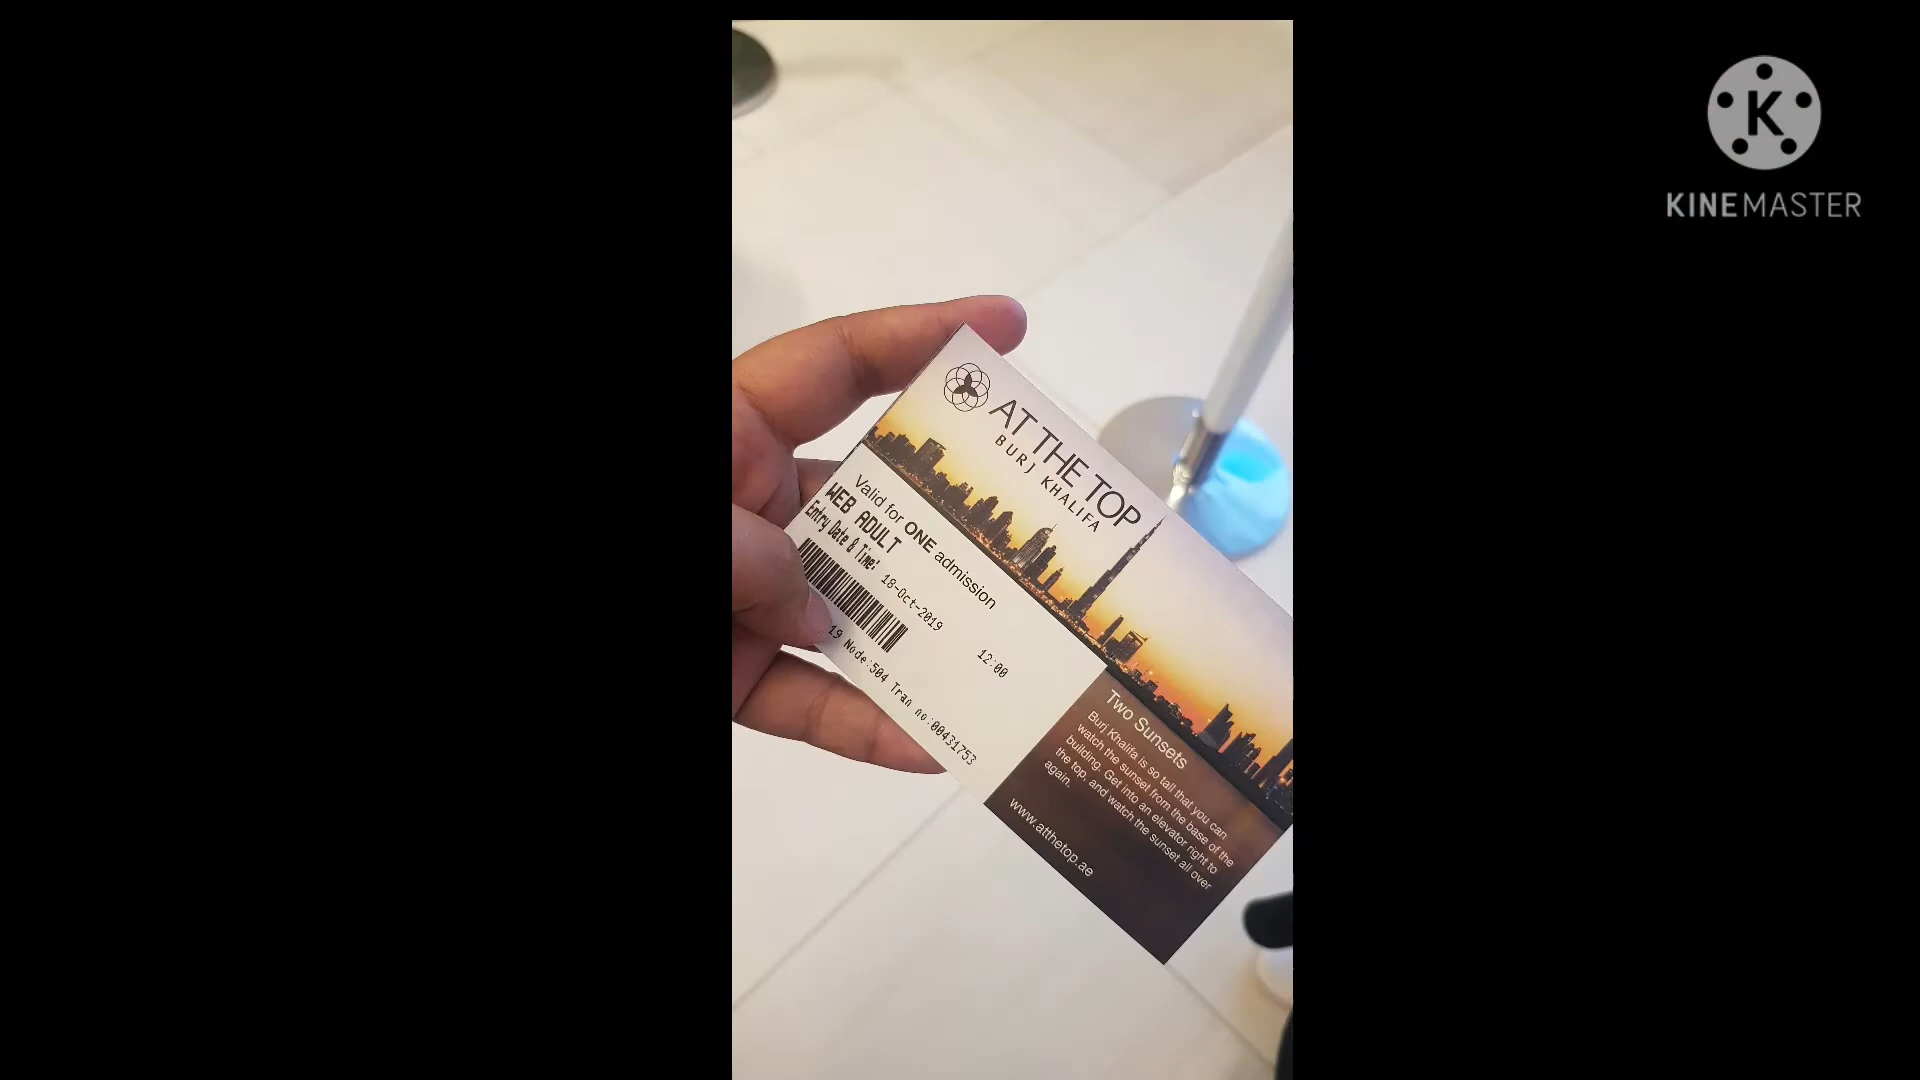 AT THE TOP
BURJ KHALIFA
Valid for ONE admission
WEB ADULT
Entry Date & Time:
18-Oct-2019
12:00
19 Node:504 Tran no:00431753
Two Sunsets
Burj Khalifa is so tall that you can
watch the sunset from the base of the
building. Get into an elevator right to
the top, and watch the sunset all over
again.
www.atthetop.ae
K
KINEMASTER